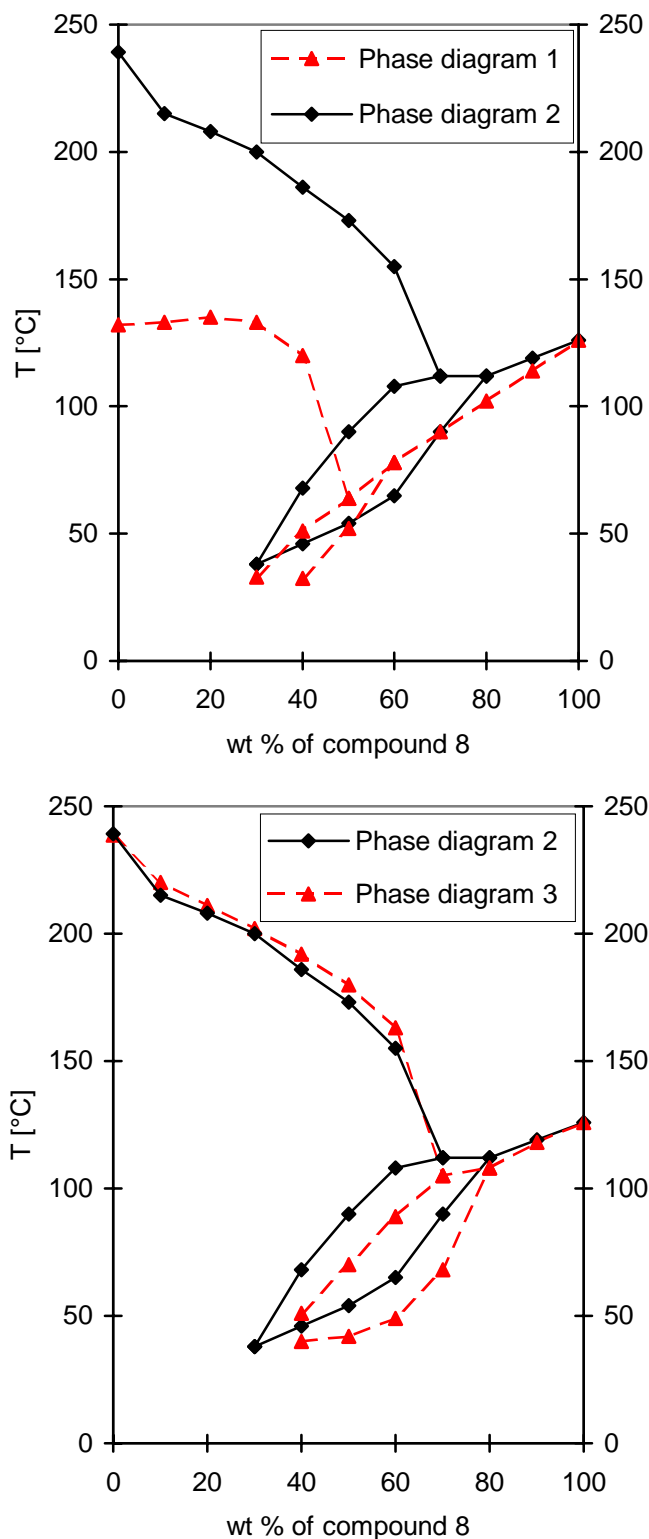 250 250
Phase diagram 1
Phase diagram 2
200 200
150 150
T [°C]
100 100
50 50
0 0
0 20 40 60 80 100
wt % of compound 8
250 250
Phase diagram 2
Phase diagram 3
200 200
150 150
T [°C]
100 100
50 50
0 0
0 20 40 60 80 100
wt % of compound 8